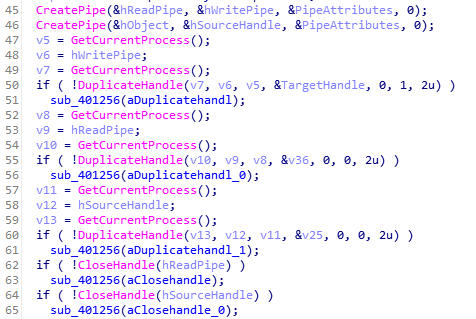 45 CreatePipe(&hReadPipe, &hWritePipe, &PipeAttributes, 0);
46 CreatePipe(&hObject, &hSourceHandle, &PipeAttributes, 0);
47 v5 = GetCurrentProcess();
48 v6 = hWritePipe;
49 v7 = GetCurrentProcess();
50 if ( !DuplicateHandle(v7, v6, v5, &TargetHandle, 0, 1, 2u) )
51 sub_401256(aDuplicatehandl);
52 v8 = GetCurrentProcess();
53 v9 = hReadPipe;
54 v10 = GetCurrentProcess();
55 if ( !DuplicateHandle(v10, v9, v8, &v36, 0, 0, 2u) )
56 sub_401256(aDuplicatehandl_0);
57 v11 = GetCurrentProcess();
58 v12 = hSourceHandle;
59 v13 = GetCurrentProcess();
60 if ( !DuplicateHandle(v13, v12, v11, &v25, 0, 0, 2u) )
61 sub_401256(aDuplicatehandl_1);
62 if ( !CloseHandle(hReadPipe) )
63 sub_401256(aClosehandle);
64 if ( !CloseHandle(hSourceHandle) )
65 sub_401256(aClosehandle_0);